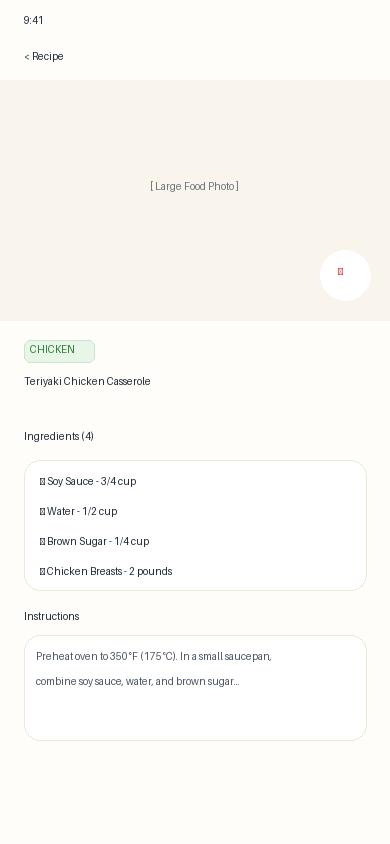 9:41
< Recipe
[ Large Food Photo ]
CHICKEN
Teriyaki Chicken Casserole
Ingredients (4)
Soy Sauce - 3/4 cup
Water - 1/2 cup
Brown Sugar - 1/4 cup
Chicken Breasts - 2 pounds
Instructions
Preheat oven to 350°F (175°C). In a small saucepan,
combine soy sauce, water, and brown sugar...